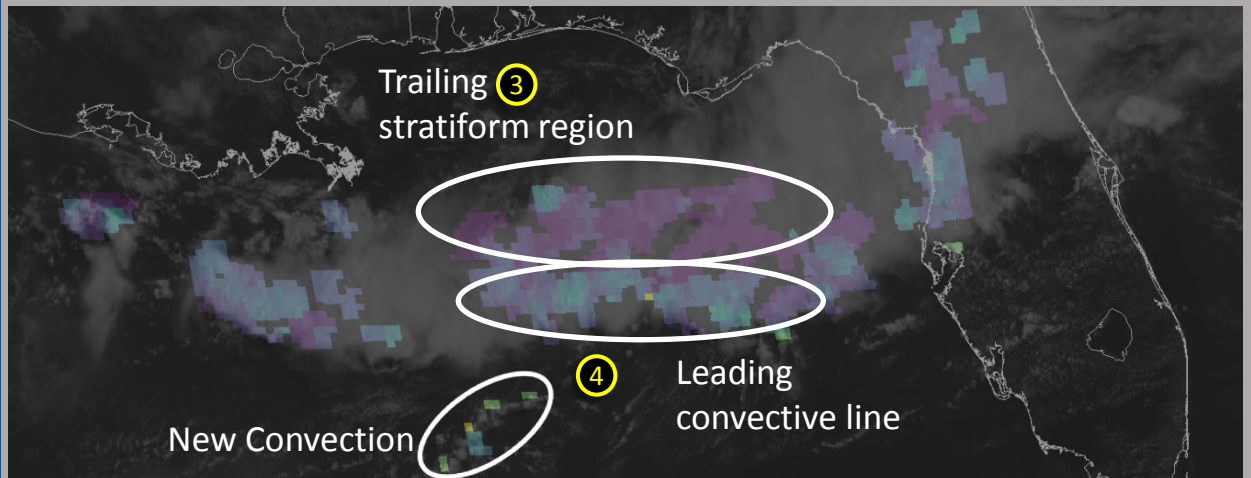 Trailing 3
stratiform region
4
Leading
convective line
New Convection